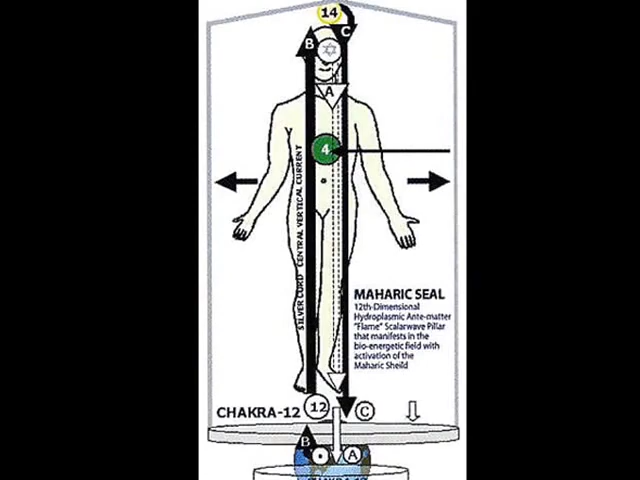 14
B
C
A
4
SILVER CORD CENTRAL VERTICAL CURRENT
MAHARIC SEAL
12th-Dimensional
Hydroplasmic Ante-matter
"Flame" Scalarwave Pillar
that manifests in the
bio-energetic field with
activation of the
Maharic Sheild
CHAKRA-12
12
C
B
A